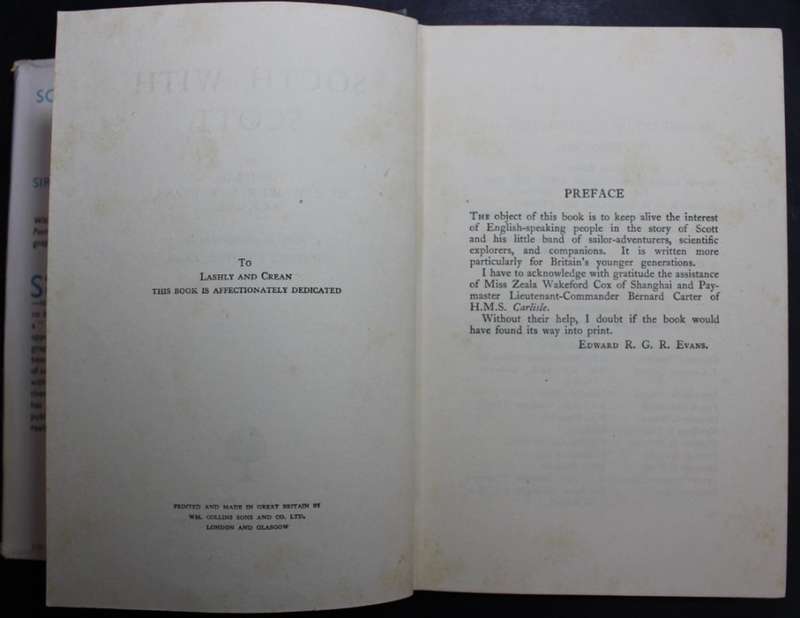 To
Lashly and Crean
THIS BOOK IS AFFECTIONATELY DEDICATED
PRINTED AND MADE IN GREAT BRITAIN BY
WM. COLLINS SONS AND CO. LTD.
LONDON AND GLASGOW
PREFACE
The object of this book is to keep alive the interest
of English-speaking people in the story of Scott
and his little band of sailor-adventurers, scientific
explorers, and companions. It is written more
particularly for Britain's younger generations.
I have to acknowledge with gratitude the assistance
of Miss Zeala Wakeford Cox of Shanghai and Pay-
master Lieutenant-Commander Bernard Carter of
H.M.S. Carlisle.
Without their help, I doubt if the book would
have found its way into print.
Edward R. G. R. Evans.